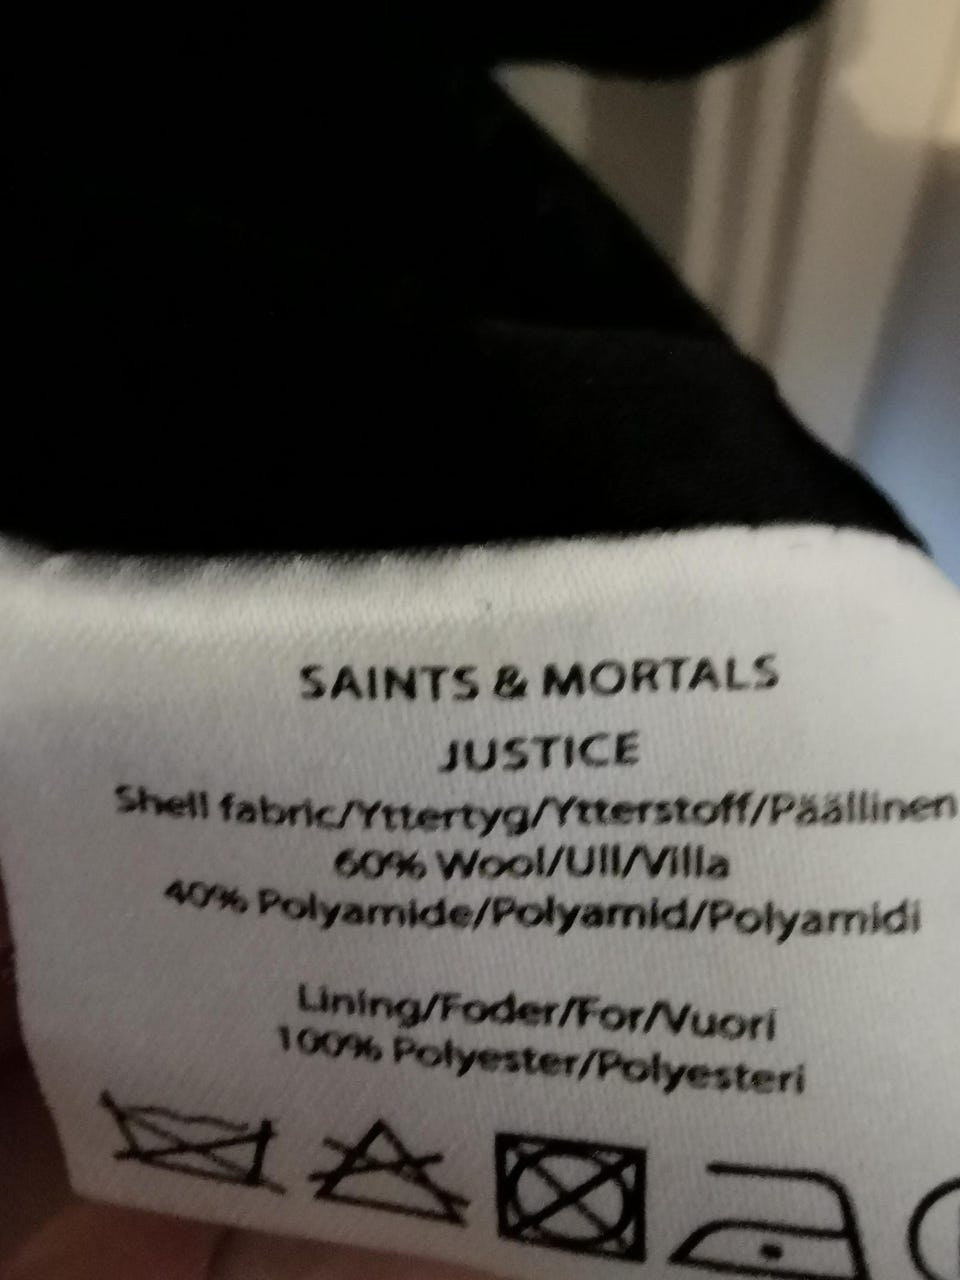 SAINTS & MORTALS
JUSTICE
Shell fabric/Yttertyg/Ytterstoff/Päällinen
60% Wool/Ull/Villa
40% Polyamide/Polyamid/Polyamidi
Lining/Foder/For/Vuori
100% Polyester/Polyesteri